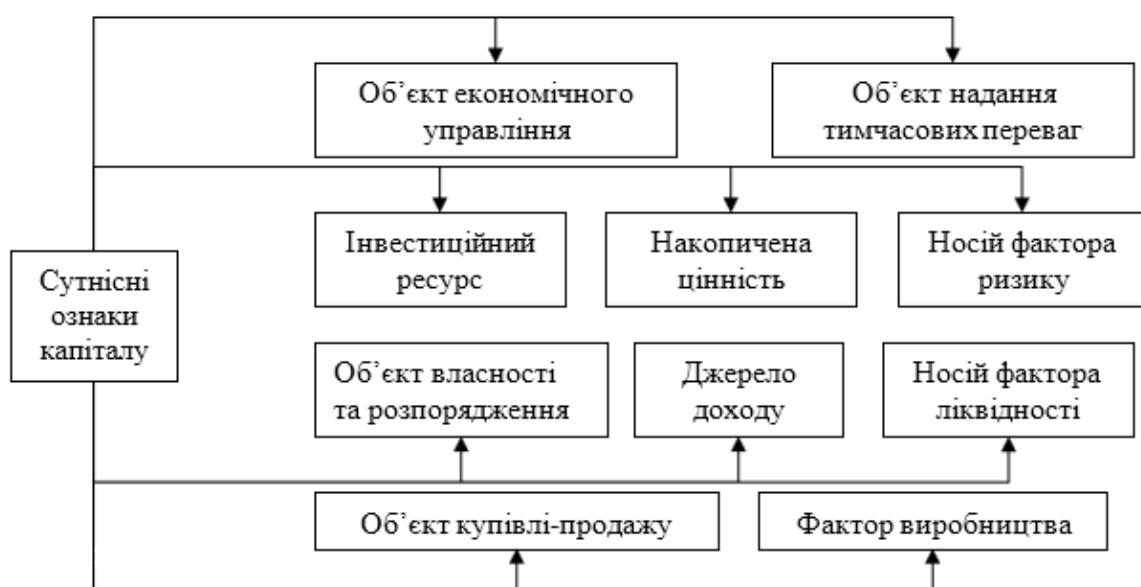 Об’єкт економічного
управління
Об’єкт надання
тимчасових переваг
Інвестиційний
ресурс
Накопичена
цінність
Носій фактора
ризику
Сутнісні
ознаки
капіталу
Об’єкт власності
та розпорядження
Джерело
доходу
Носій фактора
ліквідності
Об’єкт купівлі-продажу
Фактор виробництва